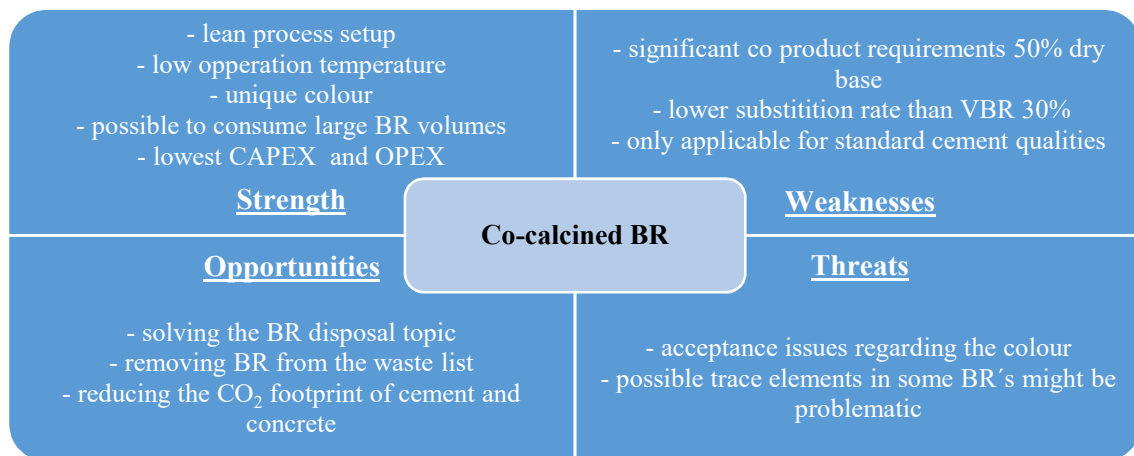 - lean process setup
- low opperation temperature
- unique colour
- possible to consume large BR volumes
- lowest CAPEX and OPEX
Strength
- significant co product requirements 50% dry
base
- lower substitition rate than VBR 30%
- only applicable for standard cement qualities
Weaknesses
Co-calcined BR
Opportunities
- solving the BR disposal topic
- removing BR from the waste list
- reducing the CO₂ footprint of cement and
concrete
Threats
- acceptance issues regarding the colour
- possible trace elements in some BR´s might be
problematic